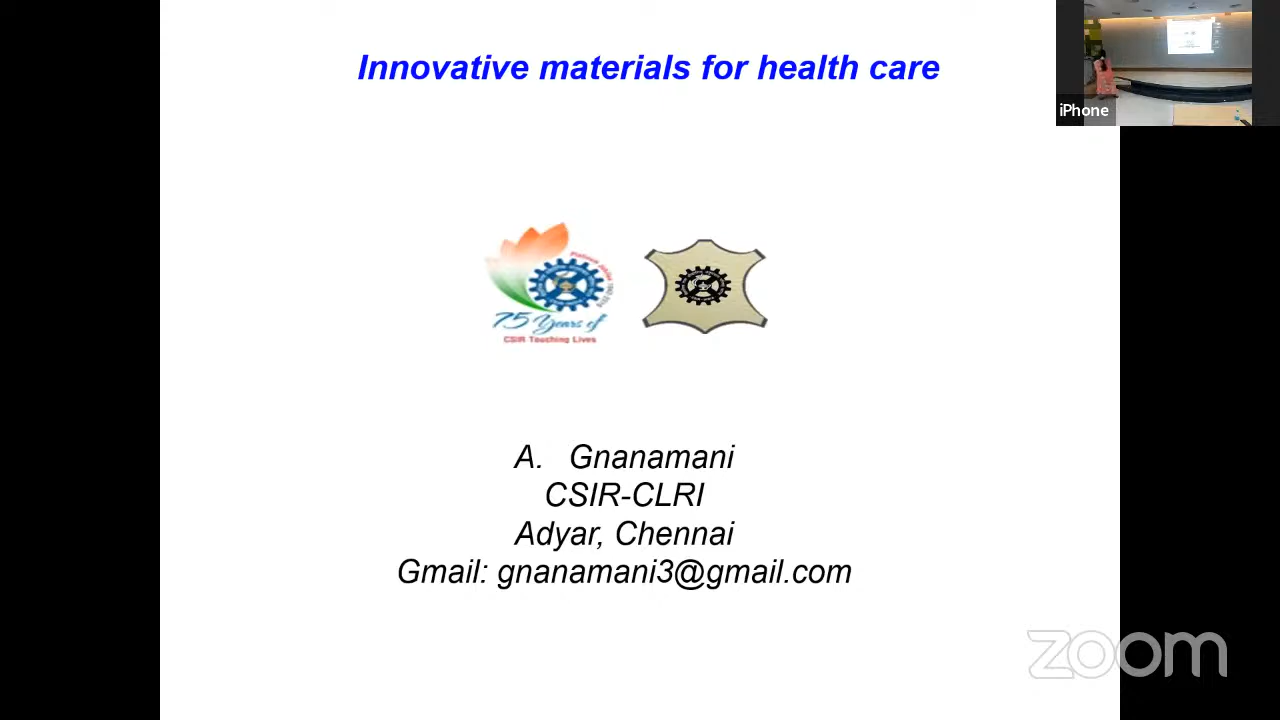 Innovative materials for health care
iPhone
75 Years of
CSIR Touching Lives
A. Gnanamani
CSIR-CLRI
Adyar, Chennai
Gmail: gnanamani3@gmail.com
zoom